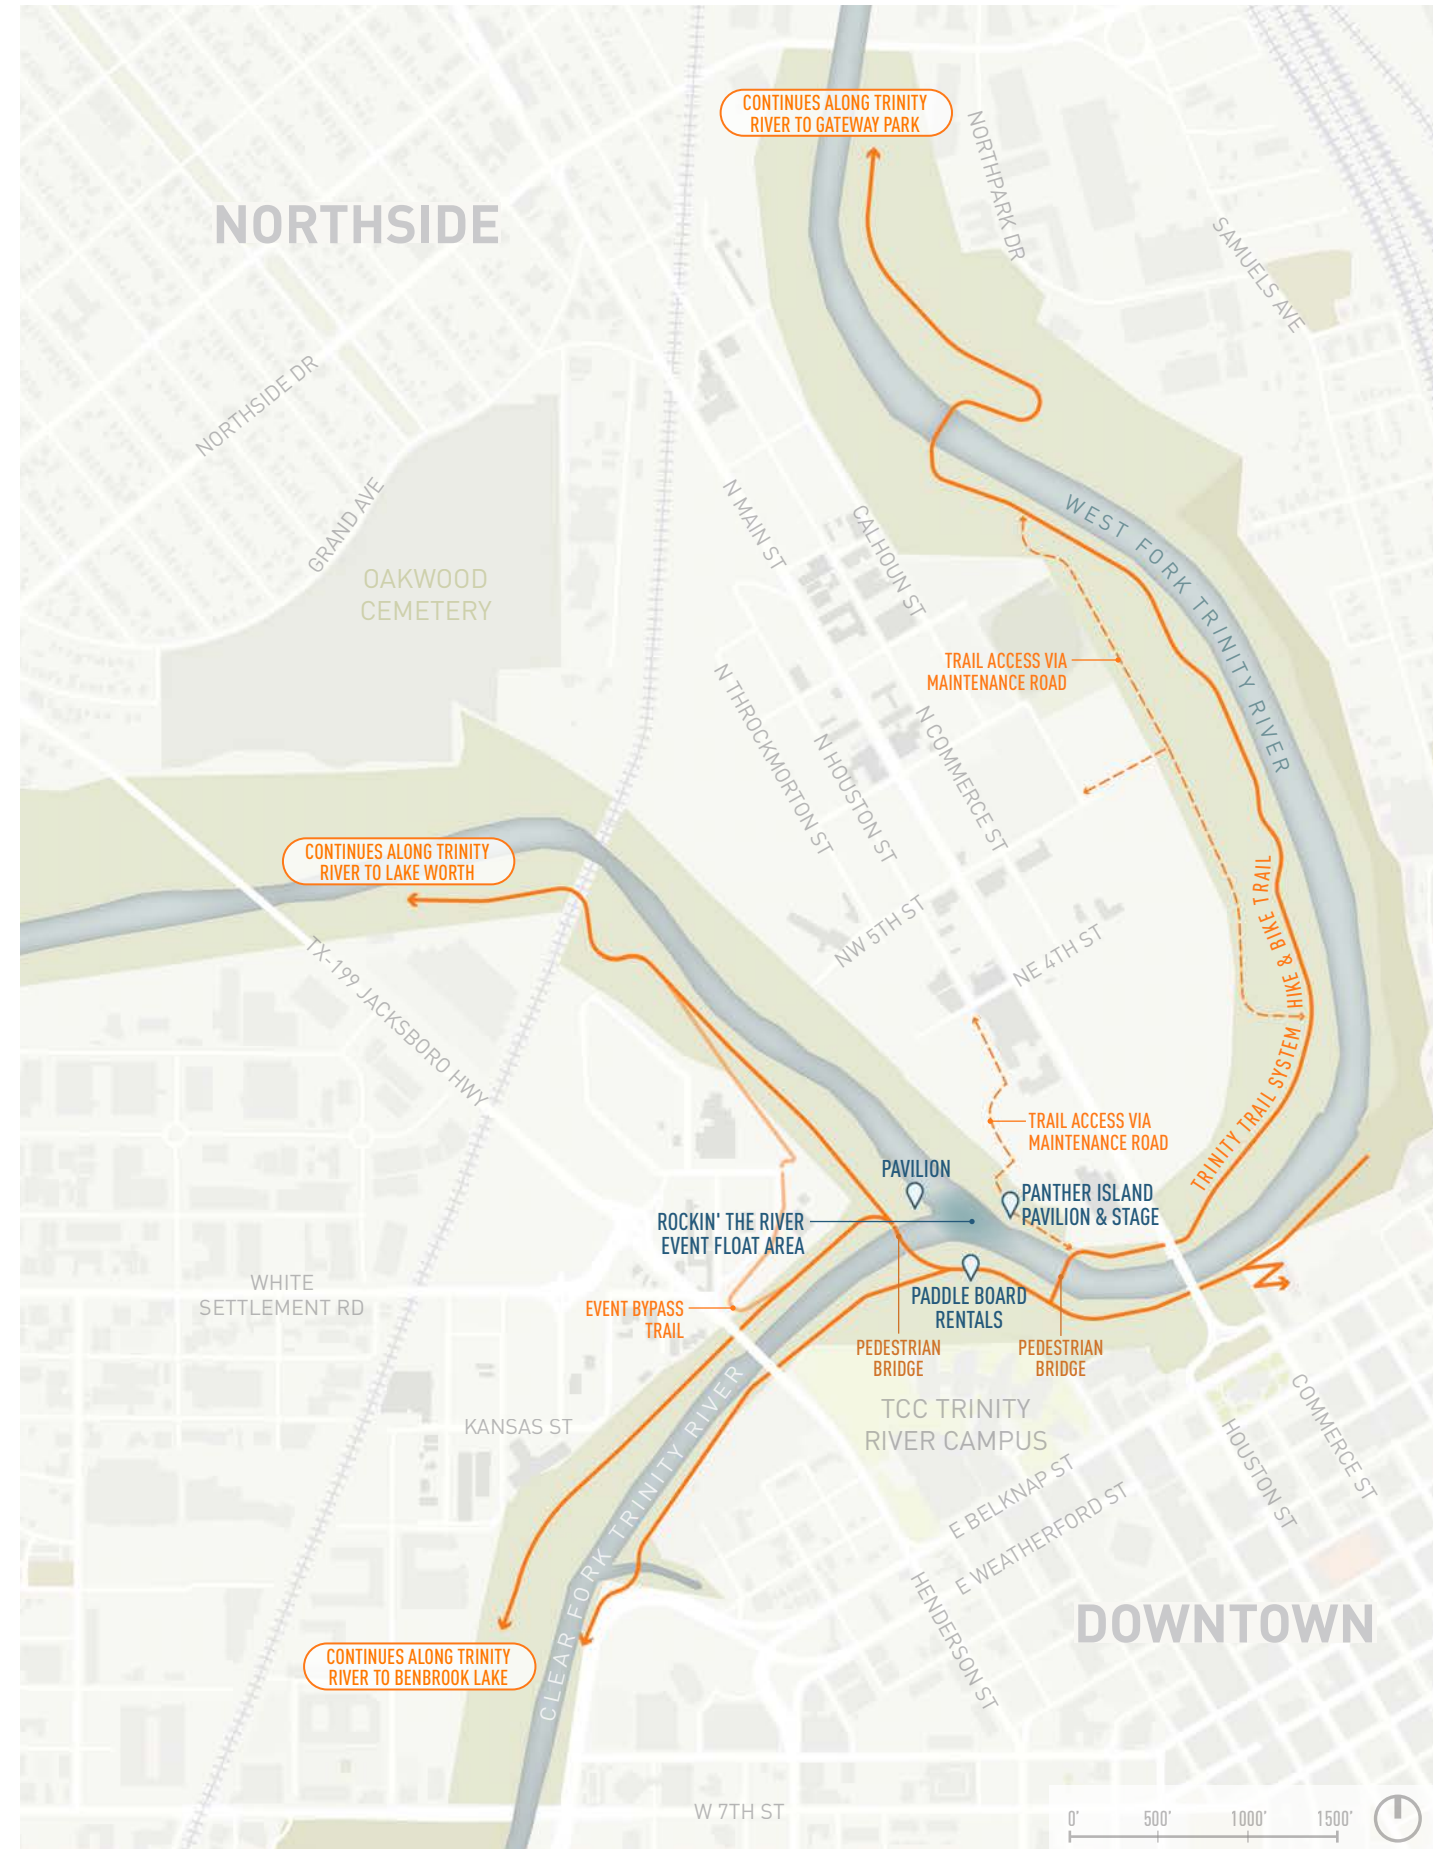 CONTINUES ALONG TRINITY
RIVER TO GATEWAY PARK
NORTHPARK DR
NORTHSIDE
SAMUELS AVE
NORTHSIDE DR
GRAND AVE
N MAIN ST
CALHOUN ST
WEST FORK TRINITY RIVER
OAKWOOD
CEMETERY
TRAIL ACCESS VIA
MAINTENANCE ROAD
N THROCKMORTON ST
N HOUSTON ST
N COMMERCE ST
CONTINUES ALONG TRINITY
RIVER TO LAKE WORTH
NW 5TH ST
NE 4TH ST
TX-199 JACKSBORO HWY
TRINITY TRAIL SYSTEM HIKE & BIKE TRAIL
TRAIL ACCESS VIA
MAINTENANCE ROAD
PAVILION
PANTHER ISLAND
PAVILION & STAGE
ROCKIN' THE RIVER
EVENT FLOAT AREA
WHITE
SETTLEMENT RD
EVENT BYPASS
TRAIL
PADDLE BOARD
RENTALS
PEDESTRIAN
BRIDGE
PEDESTRIAN
BRIDGE
TCC TRINITY
RIVER CAMPUS
KANSAS ST
COMMERCE ST
HOUSTON ST
E BELKNAP ST
E WEATHERFORD ST
HENDERSON ST
CLEAR FORK TRINITY RIVER
DOWNTOWN
CONTINUES ALONG TRINITY
RIVER TO BENBROOK LAKE
W 7TH ST
0' 500' 1000' 1500'